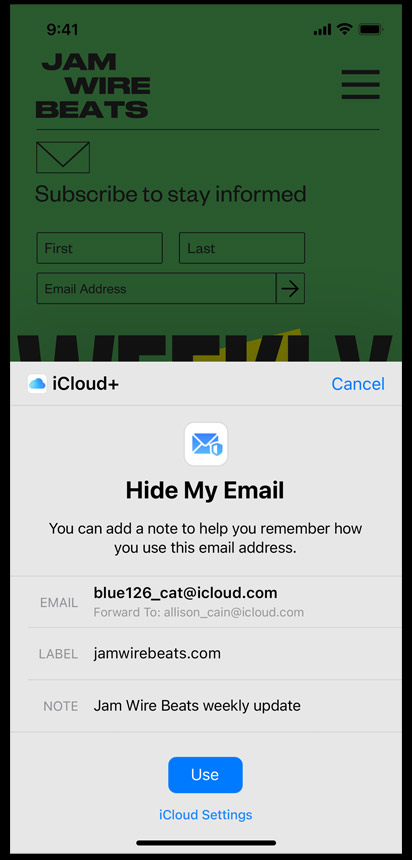 9:41
JAM
WIRE
BEATS
Subscribe to stay informed
First
Last
Email Address
WEEKLY
iCloud+
Cancel
Hide My Email
You can add a note to help you remember how
you use this email address.
EMAIL
blue126_cat@icloud.com
Forward To: allison_cain@icloud.com
LABEL
jamwirebeats.com
NOTE
Jam Wire Beats weekly update
Use
iCloud Settings